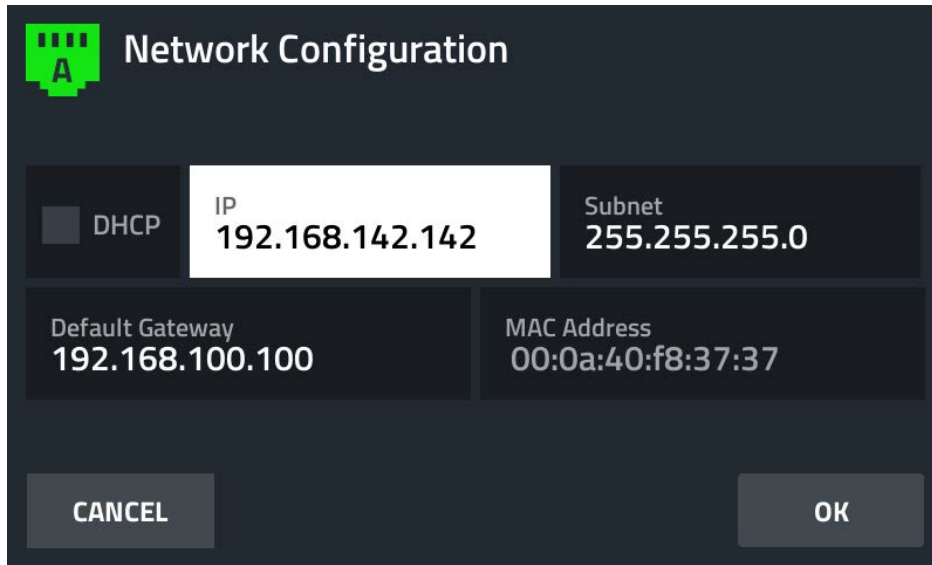 A
Network Configuration
DHCP
IP
192.168.142.142
Subnet
255.255.255.0
Default Gateway
192.168.100.100
MAC Address
00:0a:40:f8:37:37
CANCEL
OK